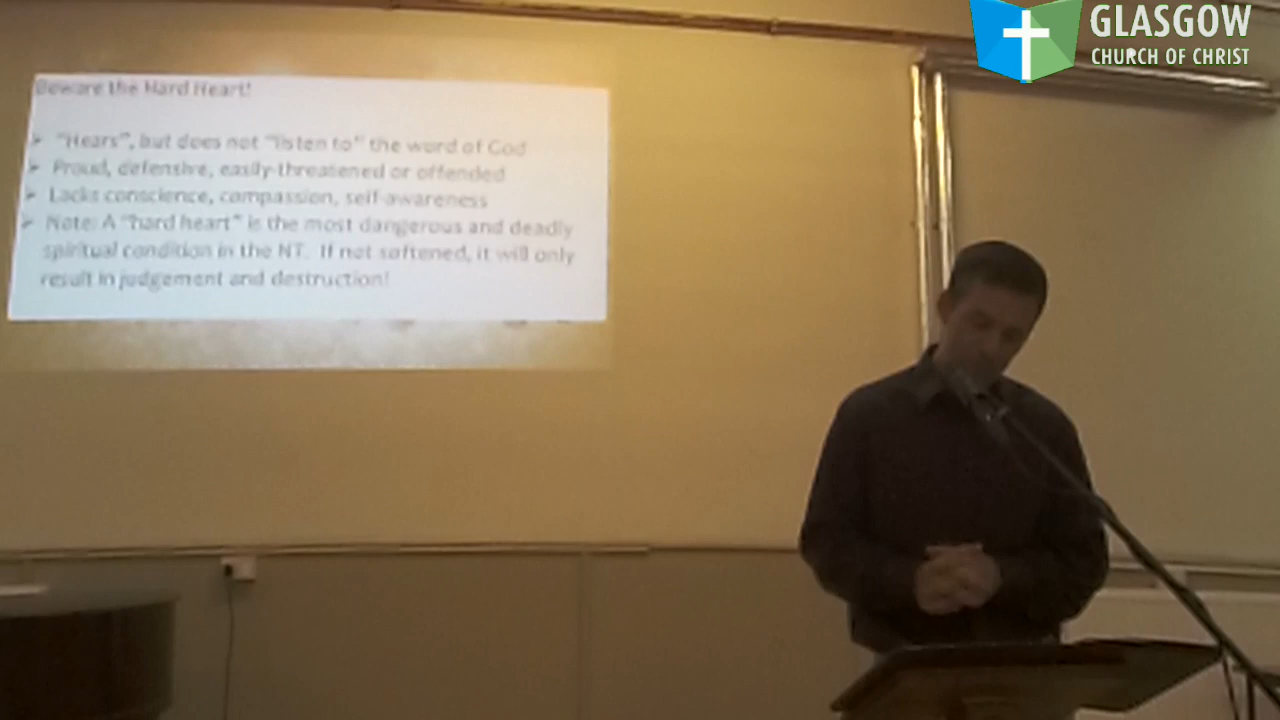 GLASGOW
CHURCH OF CHRIST
Beware the Hard Heart!
➢ "Hears", but does not "listen to" the word of God
➢ Proud, defensive, easily-threatened or offended
➢ Lacks conscience, compassion, self-awareness
➢ Note: A "hard heart" is the most dangerous and deadly
spiritual condition in the NT. If not softened, it will only
result in judgement and destruction!